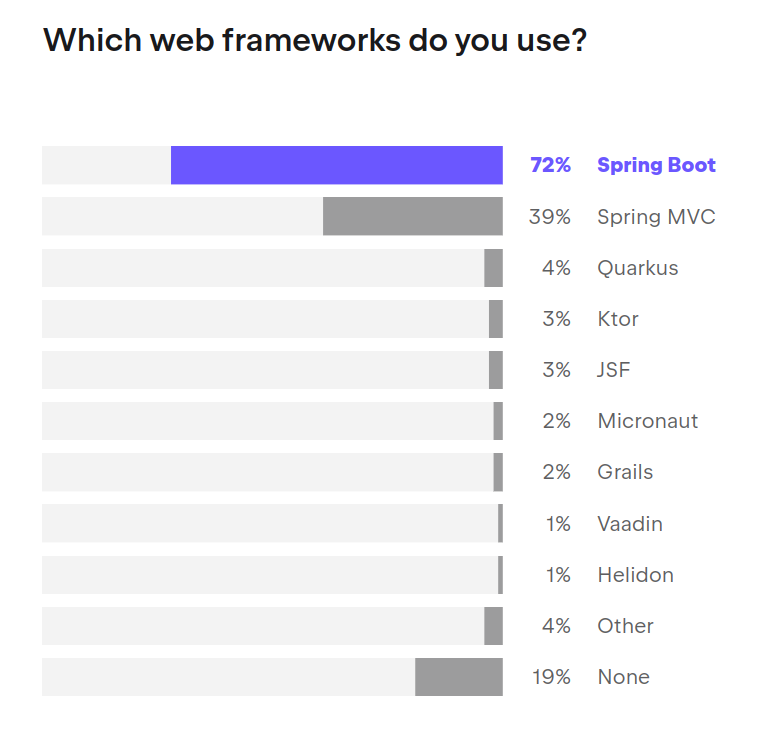 Which web frameworks do you use?
72% Spring Boot
39% Spring MVC
4% Quarkus
3% Ktor
3% JSF
2% Micronaut
2% Grails
1% Vaadin
1% Helidon
4% Other
19% None